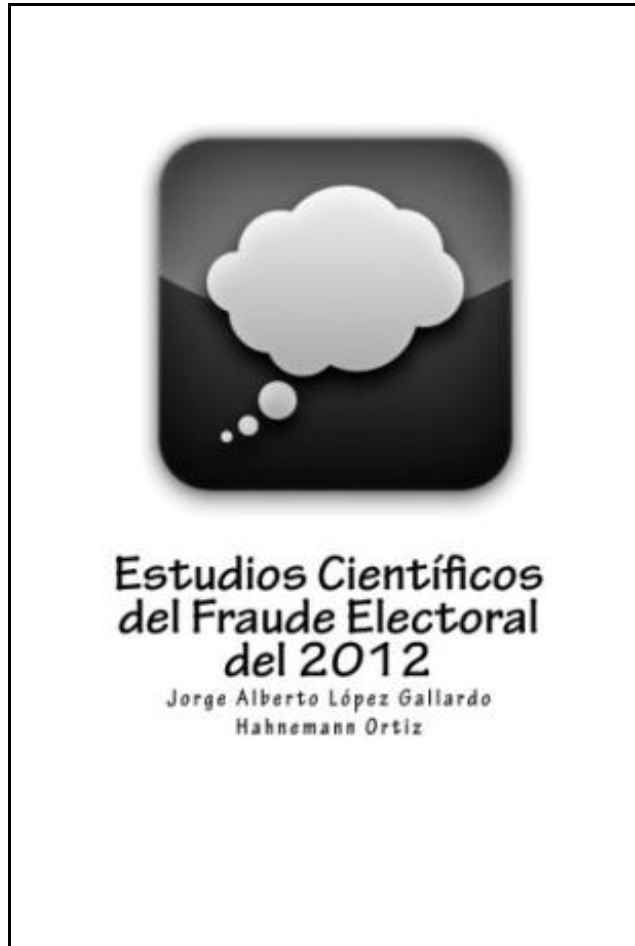 Estudios Científicos
del Fraude Electoral
del 2012
Jorge Alberto López Gallardo
Hahnemann Ortiz